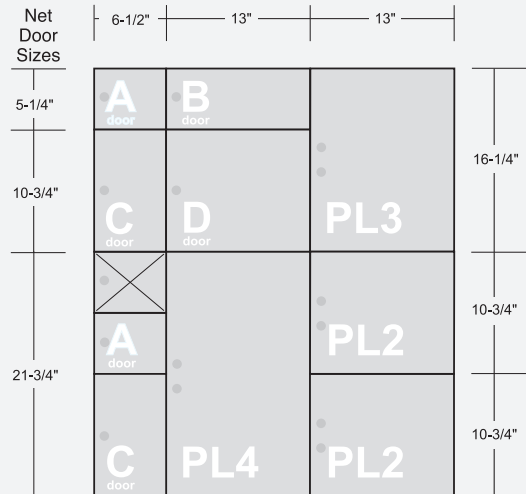 Net
Door
Sizes
6-1/2"
13"
13"
5-1/4"
A
door
B
door
16-1/4"
10-3/4"
C
door
D
door
PL3
A
door
PL2
10-3/4"
21-3/4"
C
door
PL4
PL2
10-3/4"